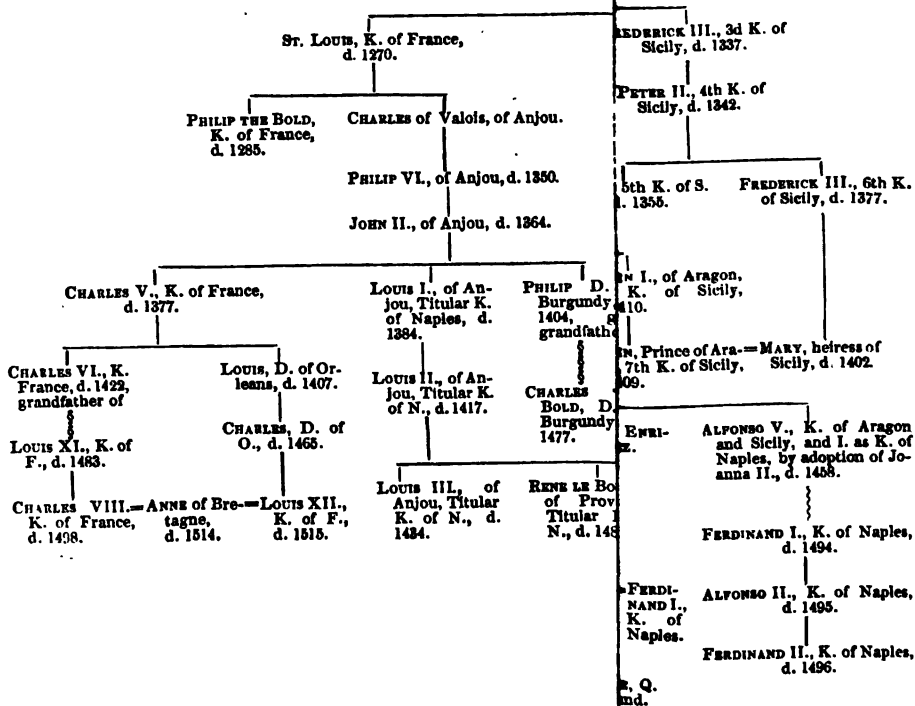 ST. LOUIS, K. of France,
d. 1270.
PHILIP THE BOLD,
K. of France,
d. 1285.
CHARLES of Valois, of Anjou.
PHILIP VI., of Anjou, d. 1350.
JOHN II., of Anjou, d. 1364.
CHARLES V., K. of France,
d. 1377.
LOUIS I., of An-
jou, Titular K.
of Naples, d.
1384.
PHILIP D.
Burgundy
1404,
CHARLES VI., K.
France, d. 1422,
grandfather of
LOUIS, D. of Or-
leans, d. 1407.
LOUIS II., of An-
jou, Titular K.
of N., d. 1417.
CHARLES
BOLD, D.
Burgundy
1477.
LOUIS XI., K. of
F., d. 1483.
CHARLES, D. of
O., d. 1465.
CHARLES VIII.=
K. of France,
d. 1498.
ANNE of Bre-=
tagne,
d. 1514.
LOUIS XII.,
K. of F.,
d. 1515.
LOUIS III., of
Anjou, Titular
K. of N., d.
1434.
RENE LE
of
Titular
N., d.
III., 3d K. of
Sicily, d. 1337.
PETER II., 4th K. of
Sicily, d. 1342.
5th K. of S.
1355.
FREDERICK III., 6th K.
of Sicily, d. 1377.
I., of Aragon,
K. of Sicily,
Prince of Ara-=
7th K. of Sicily,
MARY, heiress of
Sicily, d. 1402.
ENRI-
ALFONSO V., K. of Aragon
and Sicily, and I. as K. of
Naples, by adoption of Jo-
anna II., d. 1458.
FERDINAND I., K. of Naples,
d. 1494.
FERDI-
NAND I.,
K. of
Naples.
ALFONSO II., K. of Naples,
d. 1495.
FERDINAND II., K. of Naples,
d. 1496.
Q.